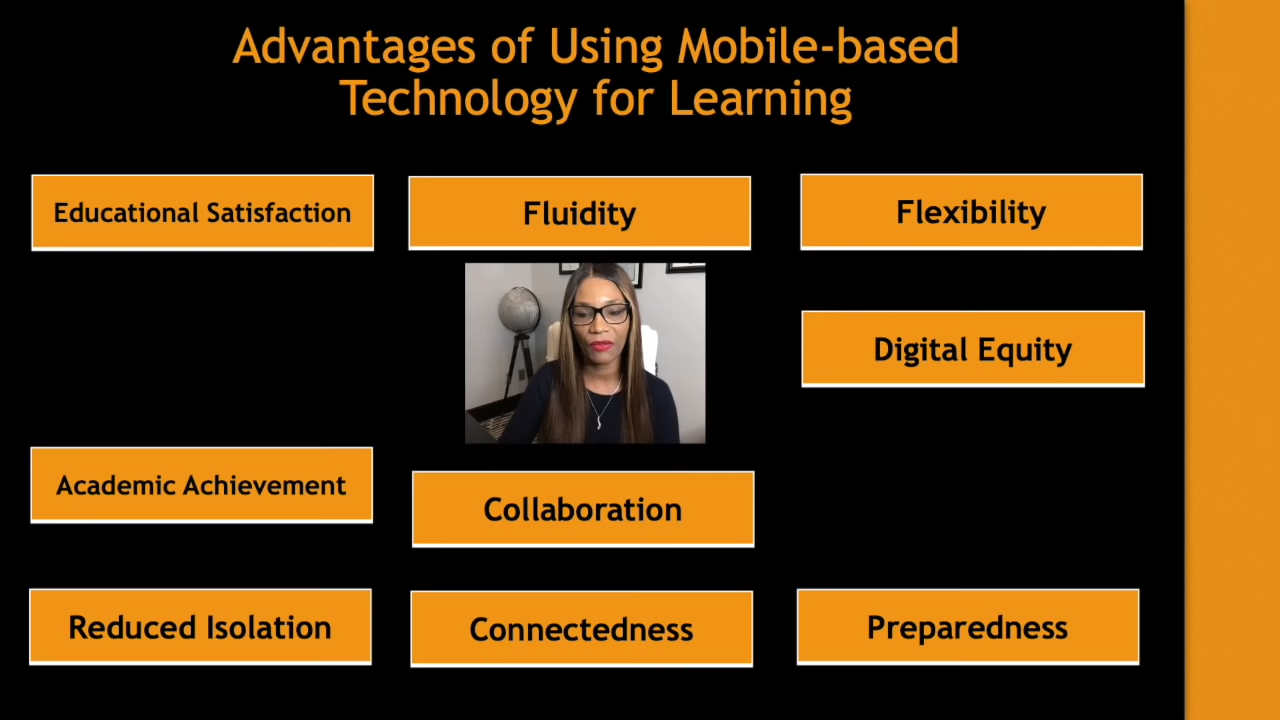 Advantages of Using Mobile-based
Technology for Learning
Educational Satisfaction
Fluidity
Flexibility
Digital Equity
Academic Achievement
Collaboration
Reduced Isolation
Connectedness
Preparedness